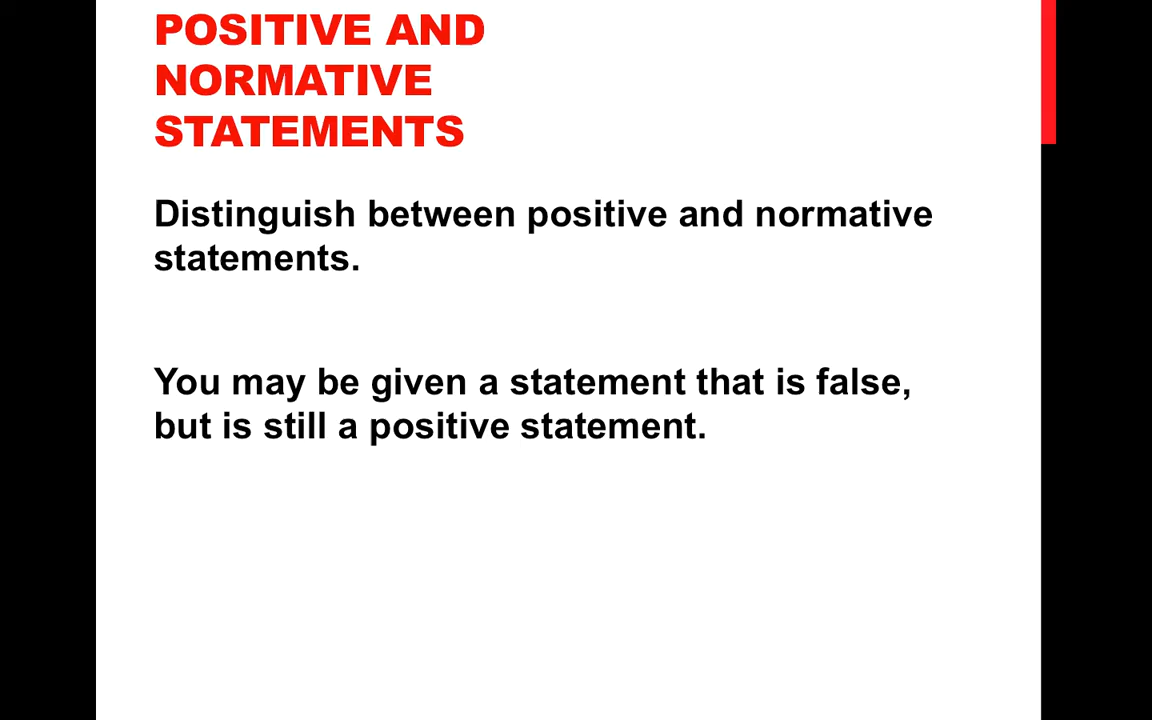 POSITIVE AND
NORMATIVE
STATEMENTS
Distinguish between positive and normative
statements.
You may be given a statement that is false,
but is still a positive statement.